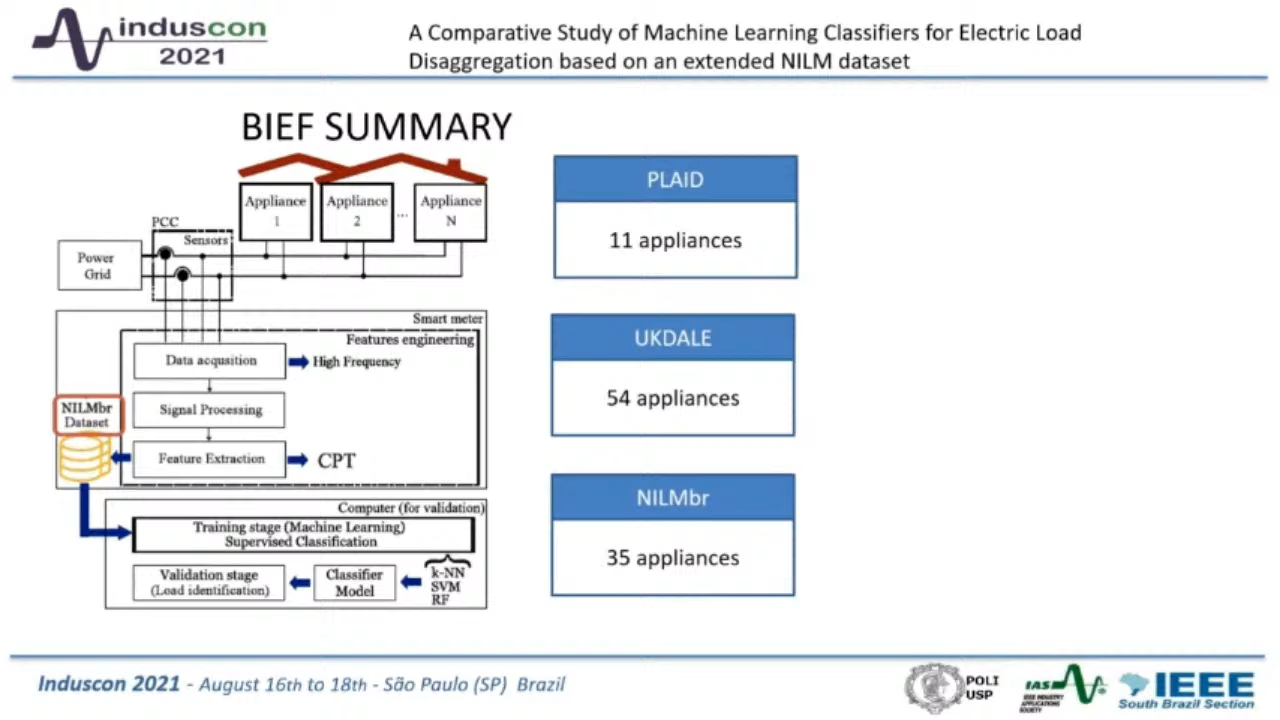 induscon
2021
A Comparative Study of Machine Learning Classifiers for Electric Load
Disaggregation based on an extended NILM dataset
BIEF SUMMARY
Appliance
1
Appliance
2
...
Appliance
N
PCC
Sensors
Power
Grid
Smart meter
Features engineering
Data acqusition
High Frequency
Signal Processing
NILMbr
Dataset
Feature Extraction
CPT
Computer (for validation)
Training stage (Machine Learning)
Supervised Classification
Validation stage
(Load identification)
Classifier
Model
k-NN
SVM
RF
PLAID
11 appliances
UKDALE
54 appliances
NILMbr
35 appliances
Induscon 2021 - August 16th to 18th - São Paulo (SP) Brazil
POLI
USP
IAS
IEEE INDUSTRY
APPLICATIONS
SOCIETY
IEEE
South Brazil Section